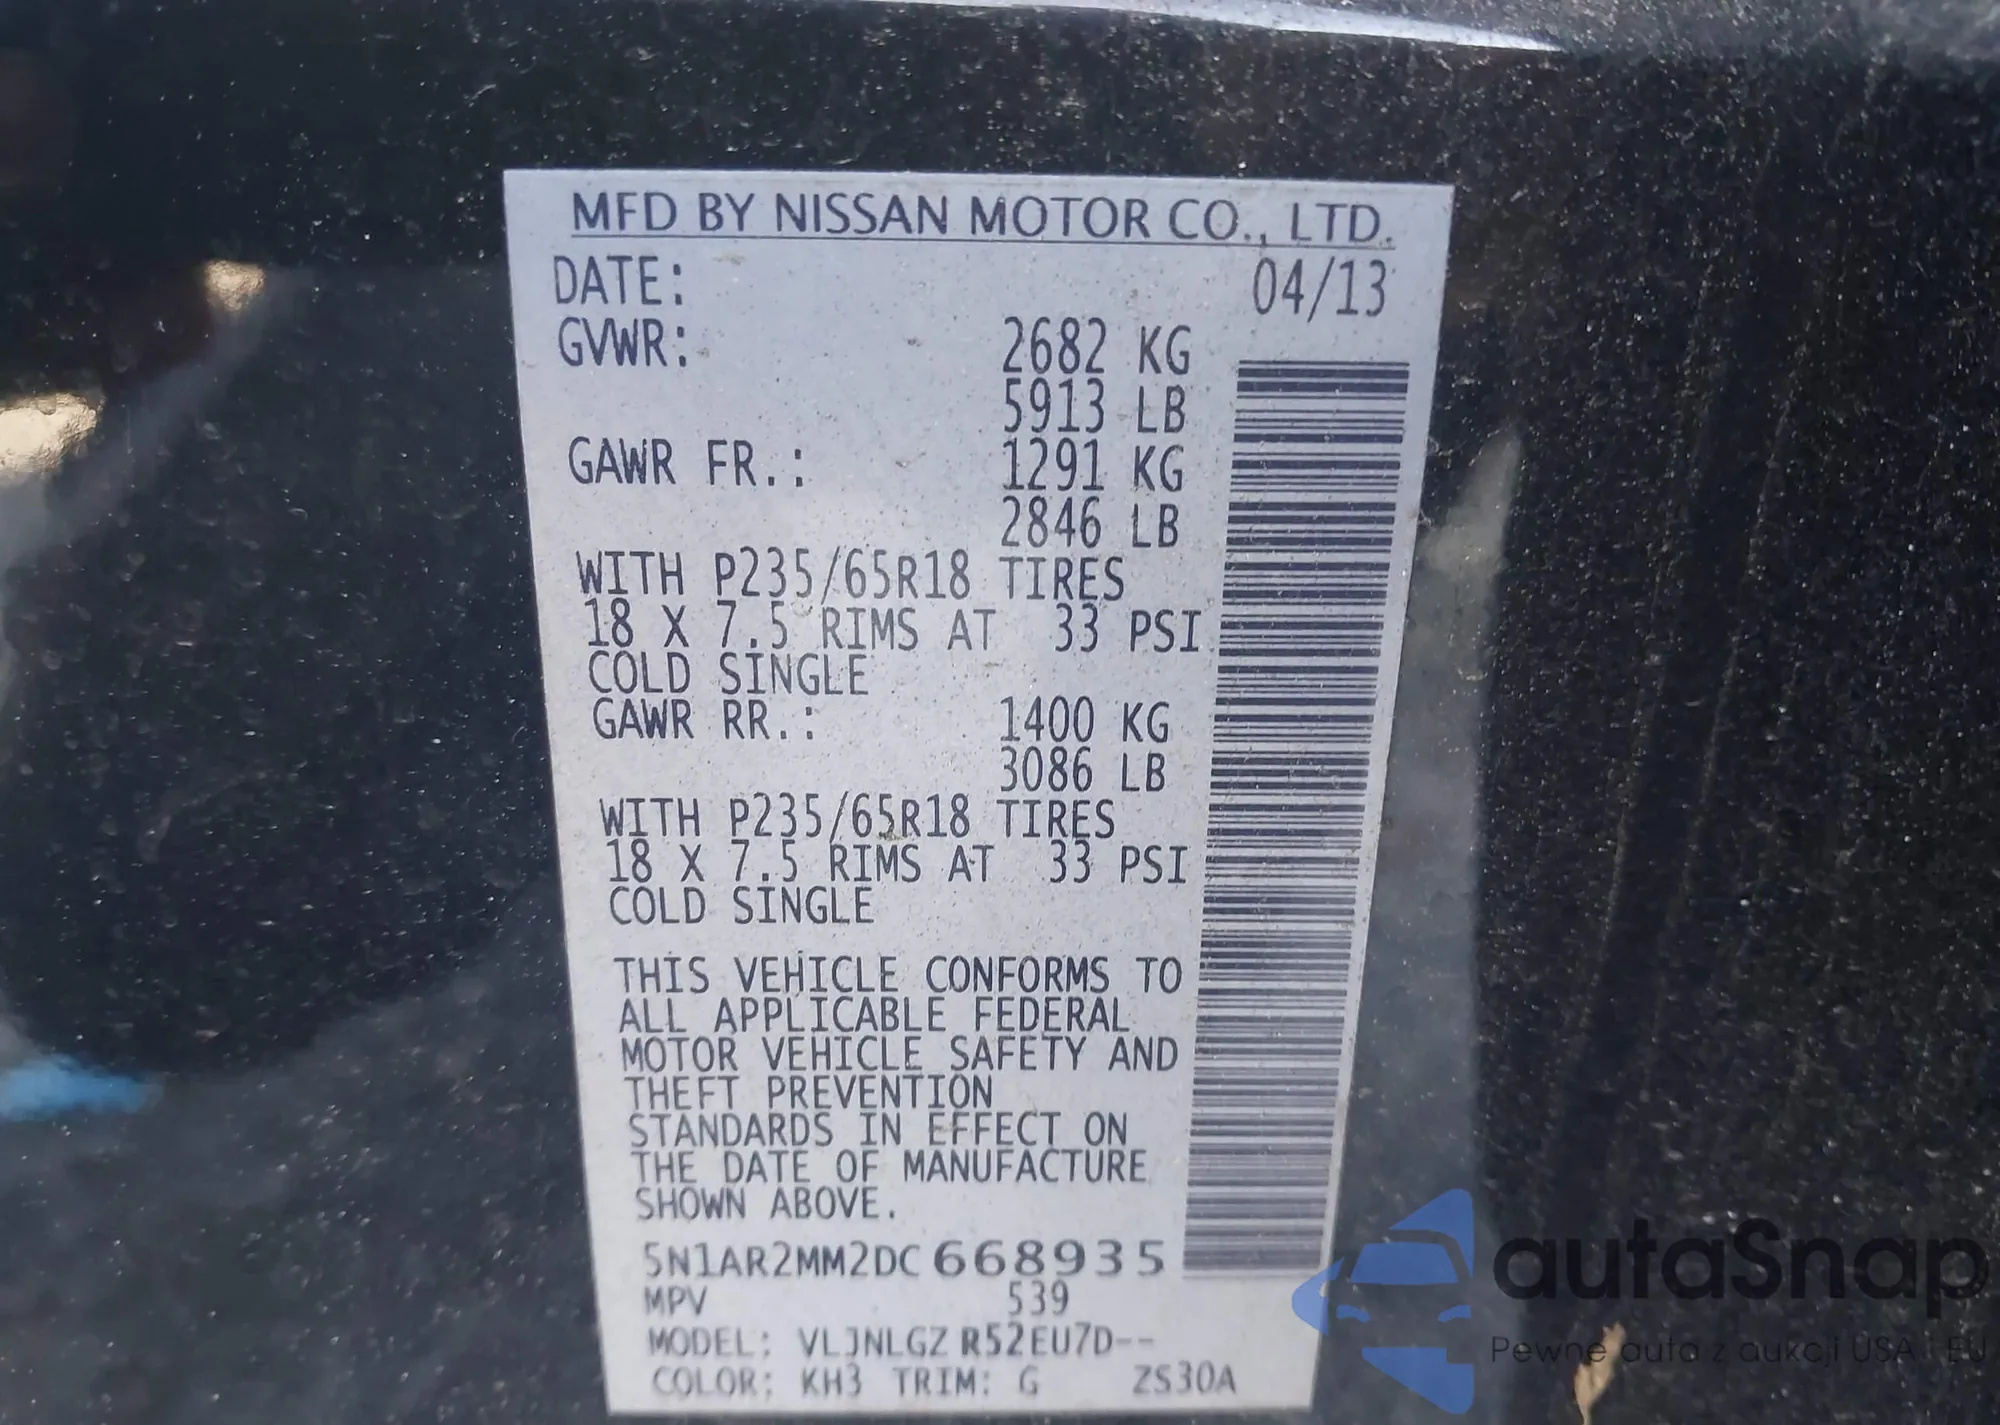 MFD BY NISSAN MOTOR CO., LTD.
DATE: 04/13
GVWR: 2682 KG
5913 LB
GAWR FR.: 1291 KG
2846 LB
WITH P235/65R18 TIRES
18 X 7.5 RIMS AT 33 PSI
COLD SINGLE
GAWR RR.: 1400 KG
3086 LB
WITH P235/65R18 TIRES
18 X 7.5 RIMS AT 33 PSI
COLD SINGLE
THIS VEHICLE CONFORMS TO
ALL APPLICABLE FEDERAL
MOTOR VEHICLE SAFETY AND
THEFT PREVENTION
STANDARDS IN EFFECT ON
THE DATE OF MANUFACTURE
SHOWN ABOVE.
5N1AR2MM2DC668935
MPV 539
MODEL: VLJNLGZ R52EU7D--
COLOR: KH3 TRIM: G ZS30A
autaSnap
Pewne auta z aukcji USA i EU